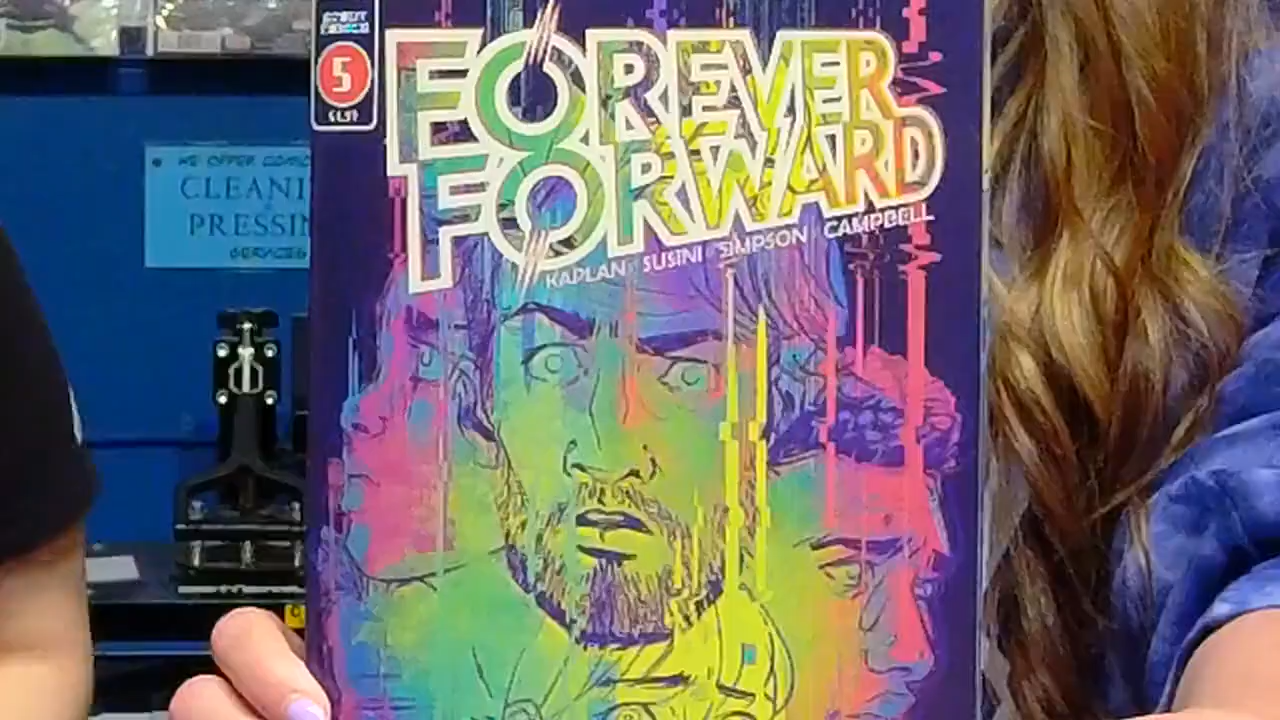 5
FOREVER
FORWARD
KAPLAN SUSINI SIMPSON CAMPBELL
WE OFFER COMIC
CLEANI
PRESSIN
SERVICES